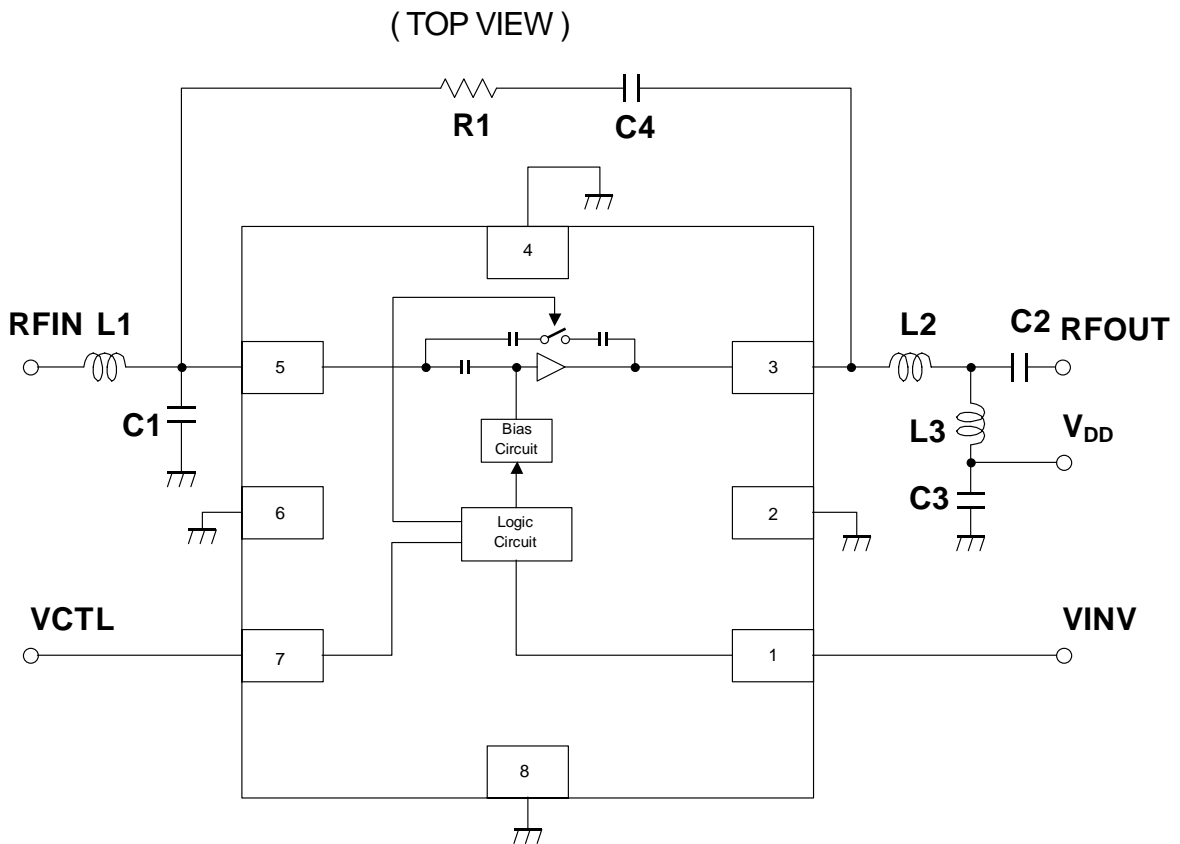 ( TOP VIEW )
R1
C4
4
RFIN
L1
L2
C2
RFOUT
5
3
C1
Bias
Circuit
L3
VDD
C3
6
Logic
Circuit
2
VCTL
VINV
7
1
8